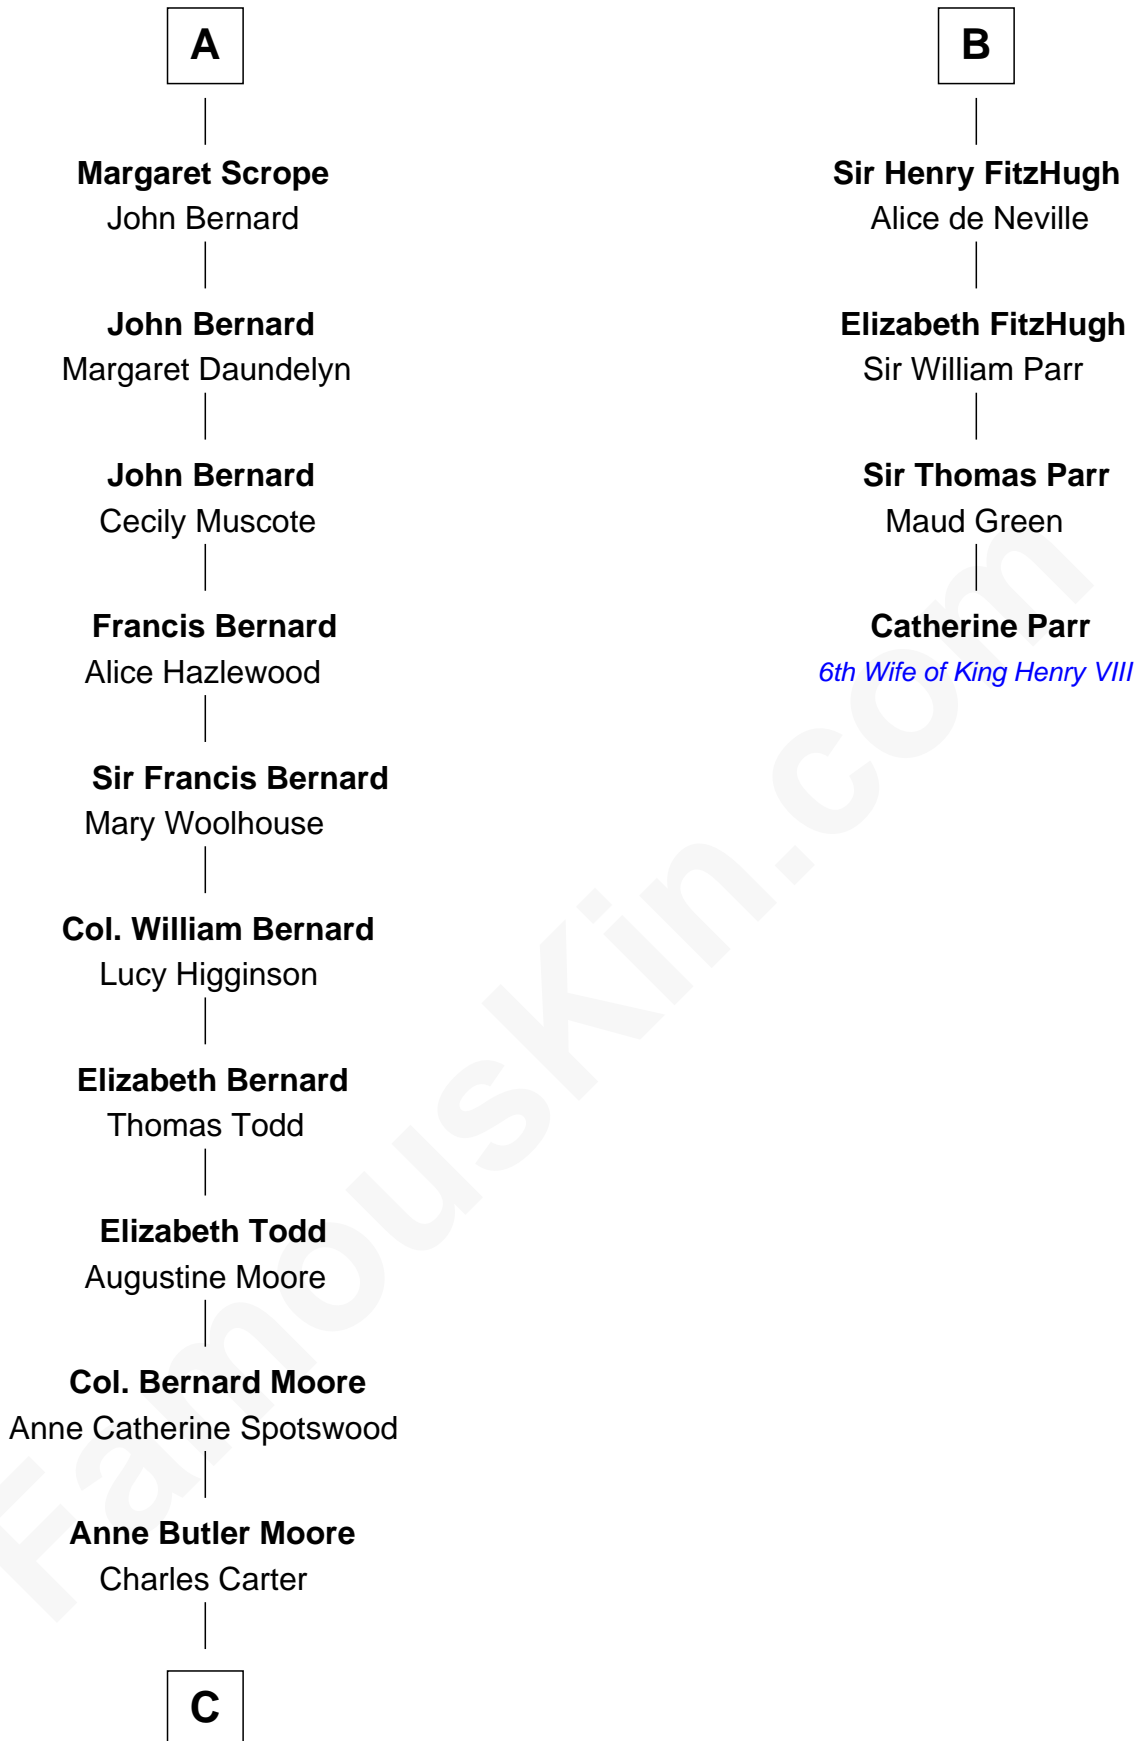 A
Margaret Scrope
John Bernard
John Bernard
Margaret Daundelyn
John Bernard
Cecily Muscote
Francis Bernard
Alice Hazlewood
Sir Francis Bernard
Mary Woolhouse
Col. William Bernard
Lucy Higginson
Elizabeth Bernard
Thomas Todd
Elizabeth Todd
Augustine Moore
Col. Bernard Moore
Anne Catherine Spotswood
Anne Butler Moore
Charles Carter
C
B
Sir Henry FitzHugh
Alice de Neville
Elizabeth FitzHugh
Sir William Parr
Sir Thomas Parr
Maud Green
Catherine Parr
6th Wife of King Henry VIII
FamousKin.com